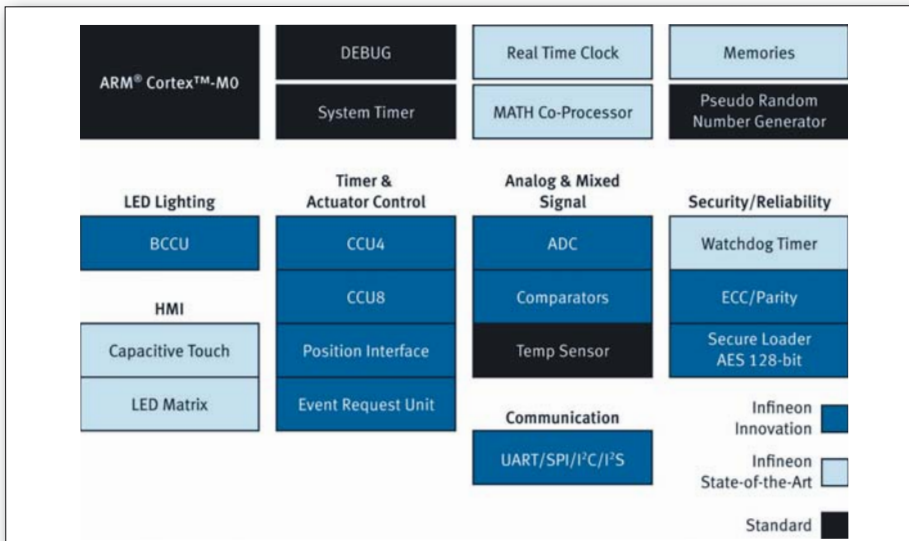 ARM® Cortex™-M0
DEBUG
Real Time Clock
Memories
System Timer
MATH Co-Processor
Pseudo Random
Number Generator
LED Lighting
BCCU
HMI
Capacitive Touch
LED Matrix
Timer &
Actuator Control
CCU4
CCU8
Position Interface
Event Request Unit
Analog & Mixed
Signal
ADC
Comparators
Temp Sensor
Communication
UART/SPI/I²C/I²S
Security/Reliability
Watchdog Timer
ECC/Parity
Secure Loader
AES 128-bit
Infineon
Innovation
Infineon
State-of-the-Art
Standard